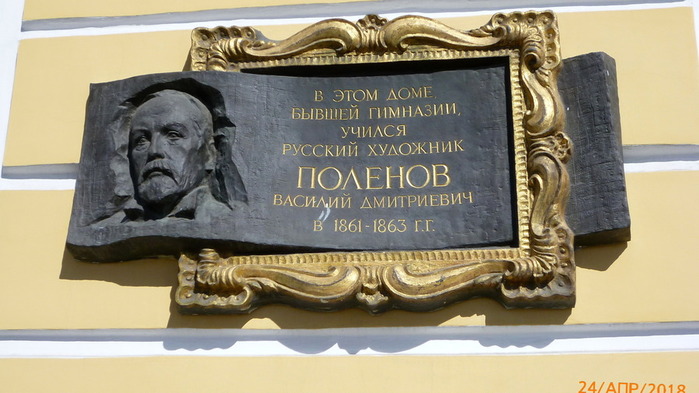 В ЭТОМ ДОМЕ,
БЫВШЕЙ ГИМНАЗИИ,
УЧИЛСЯ
РУССКИЙ ХУДОЖНИК
ПОЛЕНОВ
ВАСИЛИЙ ДМИТРИЕВИЧ
В 1861-1863 Г.Г.
24/АПР/2018